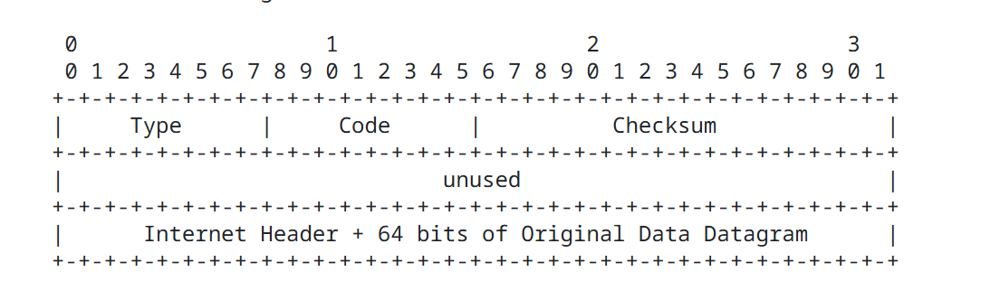 0                   1                   2                   3
0 1 2 3 4 5 6 7 8 9 0 1 2 3 4 5 6 7 8 9 0 1 2 3 4 5 6 7 8 9 0 1
+-+-+-+-+-+-+-+-+-+-+-+-+-+-+-+-+-+-+-+-+-+-+-+-+-+-+-+-+-+-+-+-+
|     Type      |     Code      |          Checksum             |
+-+-+-+-+-+-+-+-+-+-+-+-+-+-+-+-+-+-+-+-+-+-+-+-+-+-+-+-+-+-+-+-+
|                             unused                            |
+-+-+-+-+-+-+-+-+-+-+-+-+-+-+-+-+-+-+-+-+-+-+-+-+-+-+-+-+-+-+-+-+
|      Internet Header + 64 bits of Original Data Datagram      |
+-+-+-+-+-+-+-+-+-+-+-+-+-+-+-+-+-+-+-+-+-+-+-+-+-+-+-+-+-+-+-+-+